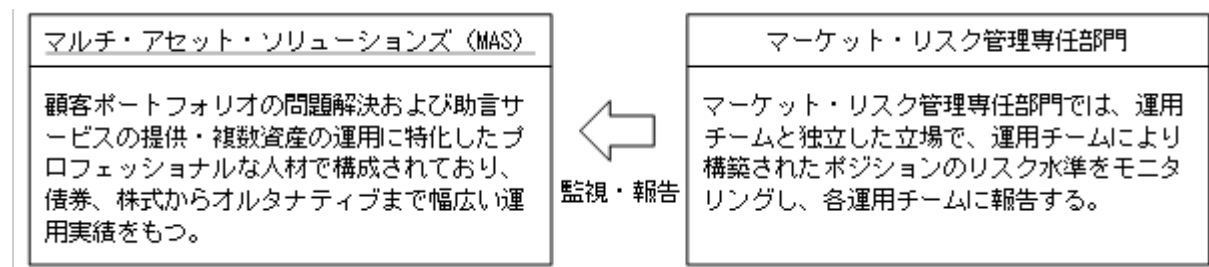 マルチ・アセット・ソリューションズ（MAS）
顧客ポートフォリオの問題解決および助言サ
ービスの提供・複数資産の運用に特化したプ
ロフェッショナルな人材で構成されており、
債券、株式からオルタナティブまで幅広い運
用実績をもつ。
監視・報告
マーケット・リスク管理専任部門
マーケット・リスク管理専任部門では、運用
チームと独立した立場で、運用チームにより
構築されたポジションのリスク水準をモニタ
リングし、各運用チームに報告する。